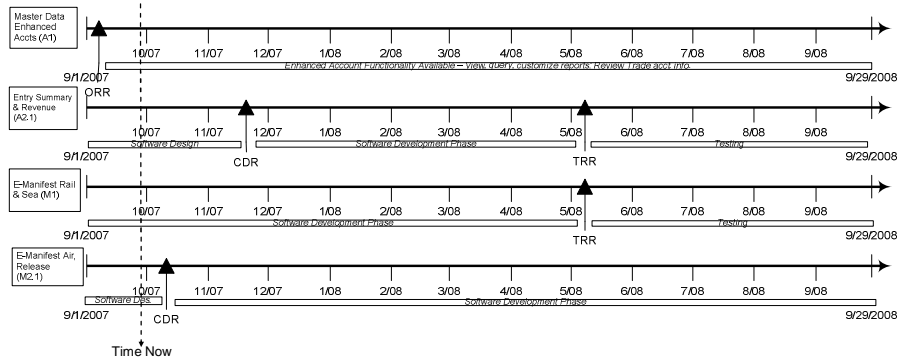 Master Data
Enhanced
Accts (A1)
10/07 11/07 12/07 1/08 2/08 3/08 4/08 5/08 6/08 7/08 8/08 9/08
Enhanced Account Functionality Available – View, query, customize reports. Review Trade acct. info.
9/1/2007 9/29/2008
ORR
Entry Summary
& Revenue
(A2.1)
10/07 11/07 12/07 1/08 2/08 3/08 4/08 5/08 6/08 7/08 8/08 9/08
Software Design Software Development Phase Testing
9/1/2007 9/29/2008
CDR TRR
E-Manifest Rail
& Sea (M1)
10/07 11/07 12/07 1/08 2/08 3/08 4/08 5/08 6/08 7/08 8/08 9/08
Software Development Phase Testing
9/1/2007 9/29/2008
TRR
E-Manifest Air,
Release
(M2.1)
10/07 11/07 12/07 1/08 2/08 3/08 4/08 5/08 6/08 7/08 8/08 9/08
Software Des. Software Development Phase
9/1/2007 9/29/2008
CDR
Time Now